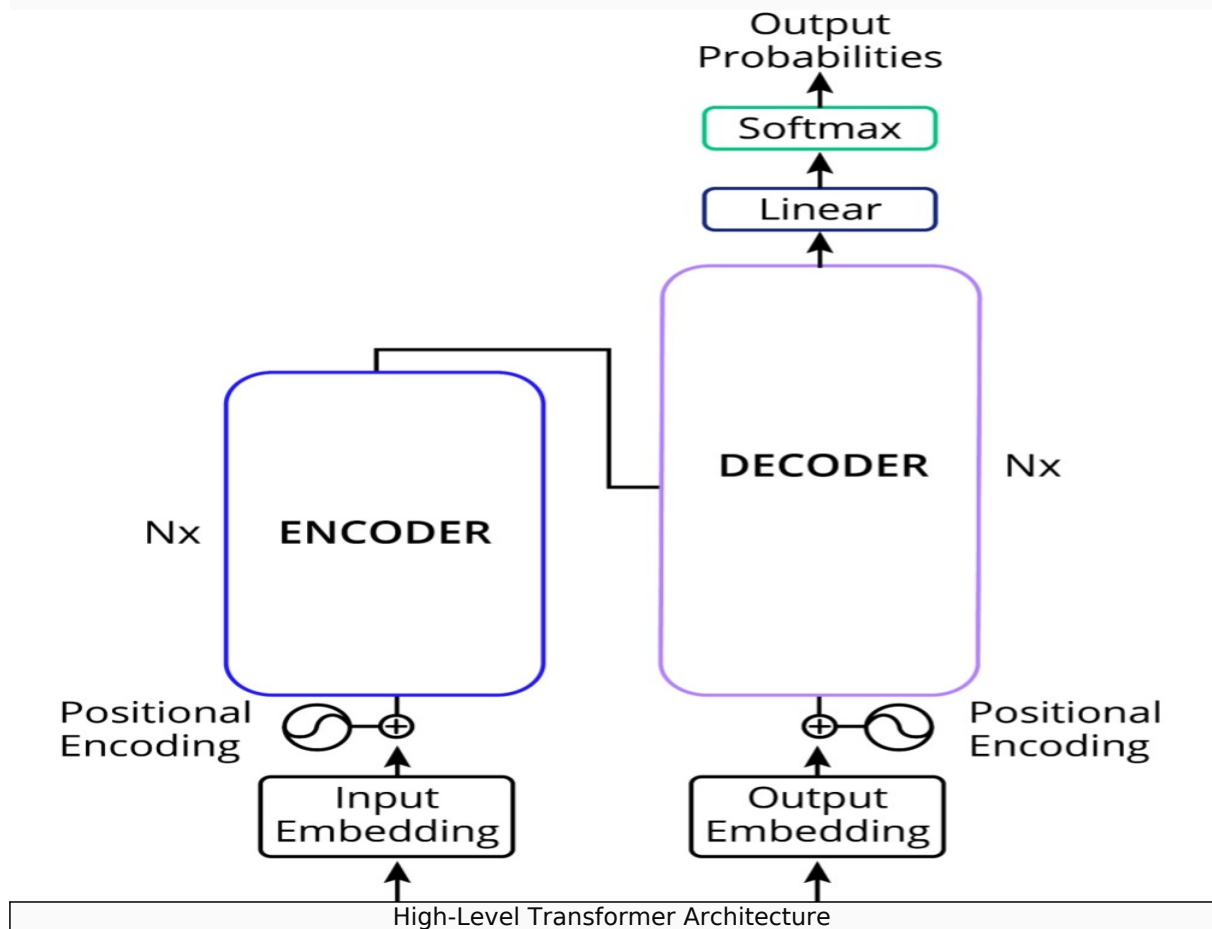 Output
Probabilities
Softmax
Linear
DECODER
Nx
Nx
ENCODER
Positional
Encoding
Positional
Encoding
Input
Embedding
Output
Embedding
High-Level Transformer Architecture